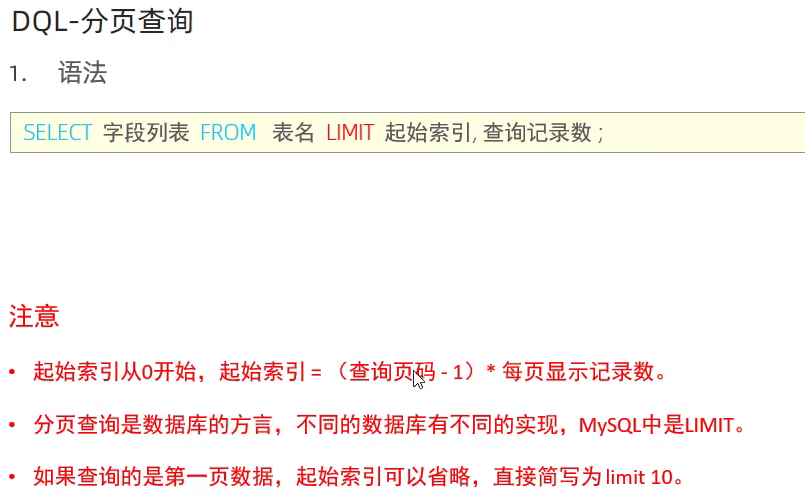 DQL-分页查询
1. 语法
SELECT 字段列表 FROM 表名 LIMIT 起始索引, 查询记录数 ;
注意
• 起始索引从0开始，起始索引 = （查询页码 - 1）* 每页显示记录数。
• 分页查询是数据库的方言，不同的数据库有不同的实现，MySQL中是LIMIT。
• 如果查询的是第一页数据，起始索引可以省略，直接简写为 limit 10。